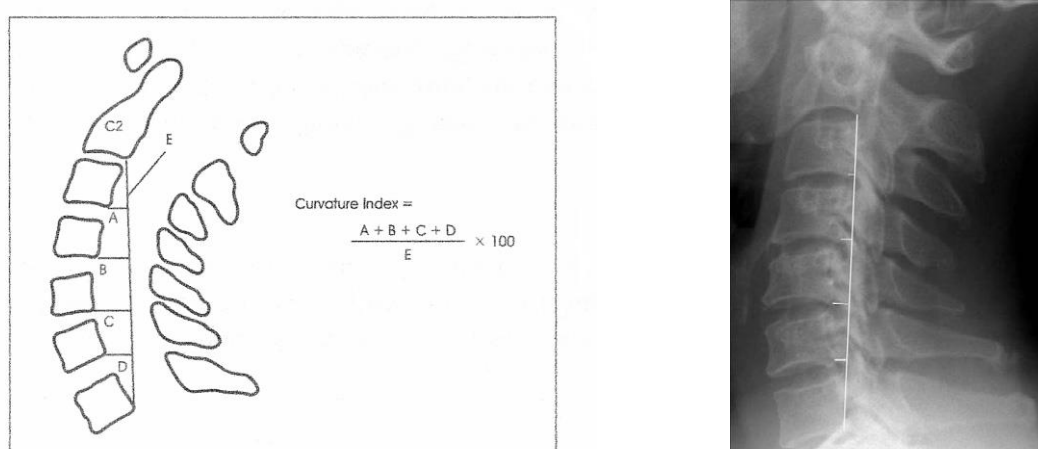 C2
E
A
B
C
D
Curvature Index =
A + B + C + D
E
× 100